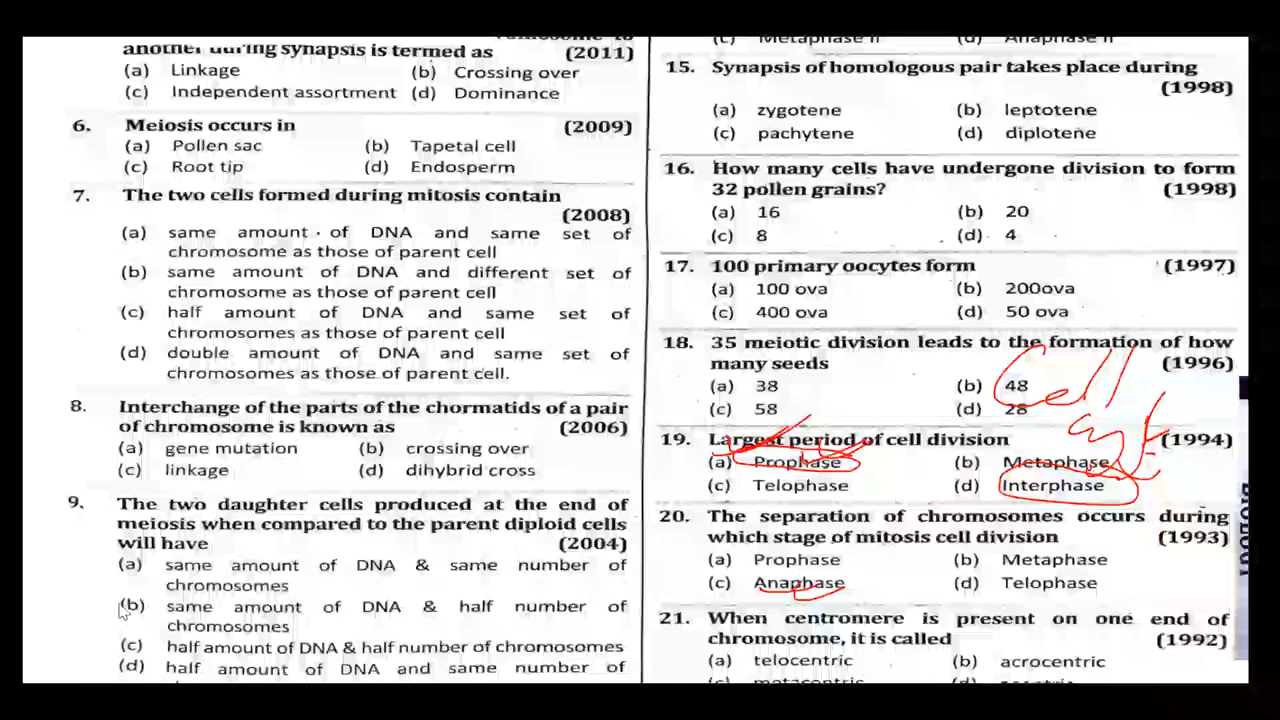 another during synapsis is termed as (2011)
(a) Linkage (b) Crossing over
(c) Independent assortment (d) Dominance
6. Meiosis occurs in (2009)
(a) Pollen sac (b) Tapetal cell
(c) Root tip (d) Endosperm
7. The two cells formed during mitosis contain
(2008)
(a) same amount of DNA and same set of
chromosome as those of parent cell
(b) same amount of DNA and different set of
chromosome as those of parent cell
(c) half amount of DNA and same set of
chromosomes as those of parent cell
(d) double amount of DNA and same set of
chromosomes as those of parent cell.
8. Interchange of the parts of the chormatids of a pair
of chromosome is known as (2006)
(a) gene mutation (b) crossing over
(c) linkage (d) dihybrid cross
9. The two daughter cells produced at the end of
meiosis when compared to the parent diploid cells
will have (2004)
(a) same amount of DNA & same number of
chromosomes
(b) same amount of DNA & half number of
chromosomes
(c) half amount of DNA & half number of chromosomes
(d) half amount of DNA and same number of
(c) Metaphase II (d) Anaphase II
15. Synapsis of homologous pair takes place during
(1998)
(a) zygotene (b) leptotene
(c) pachytene (d) diplotene
16. How many cells have undergone division to form
32 pollen grains? (1998)
(a) 16 (b) 20
(c) 8 (d) 4
17. 100 primary oocytes form (1997)
(a) 100 ova (b) 200ova
(c) 400 ova (d) 50 ova
18. 35 meiotic division leads to the formation of how
many seeds (1996)
(a) 38 (b) 48
(c) 58 (d) 28
Cell
19. Largest period of cell division (1994)
(a) Prophase (b) Metaphase
(c) Telophase (d) Interphase
20. The separation of chromosomes occurs during
which stage of mitosis cell division (1993)
(a) Prophase (b) Metaphase
(c) Anaphase (d) Telophase
21. When centromere is present on one end of
chromosome, it is called (1992)
(a) telocentric (b) acrocentric